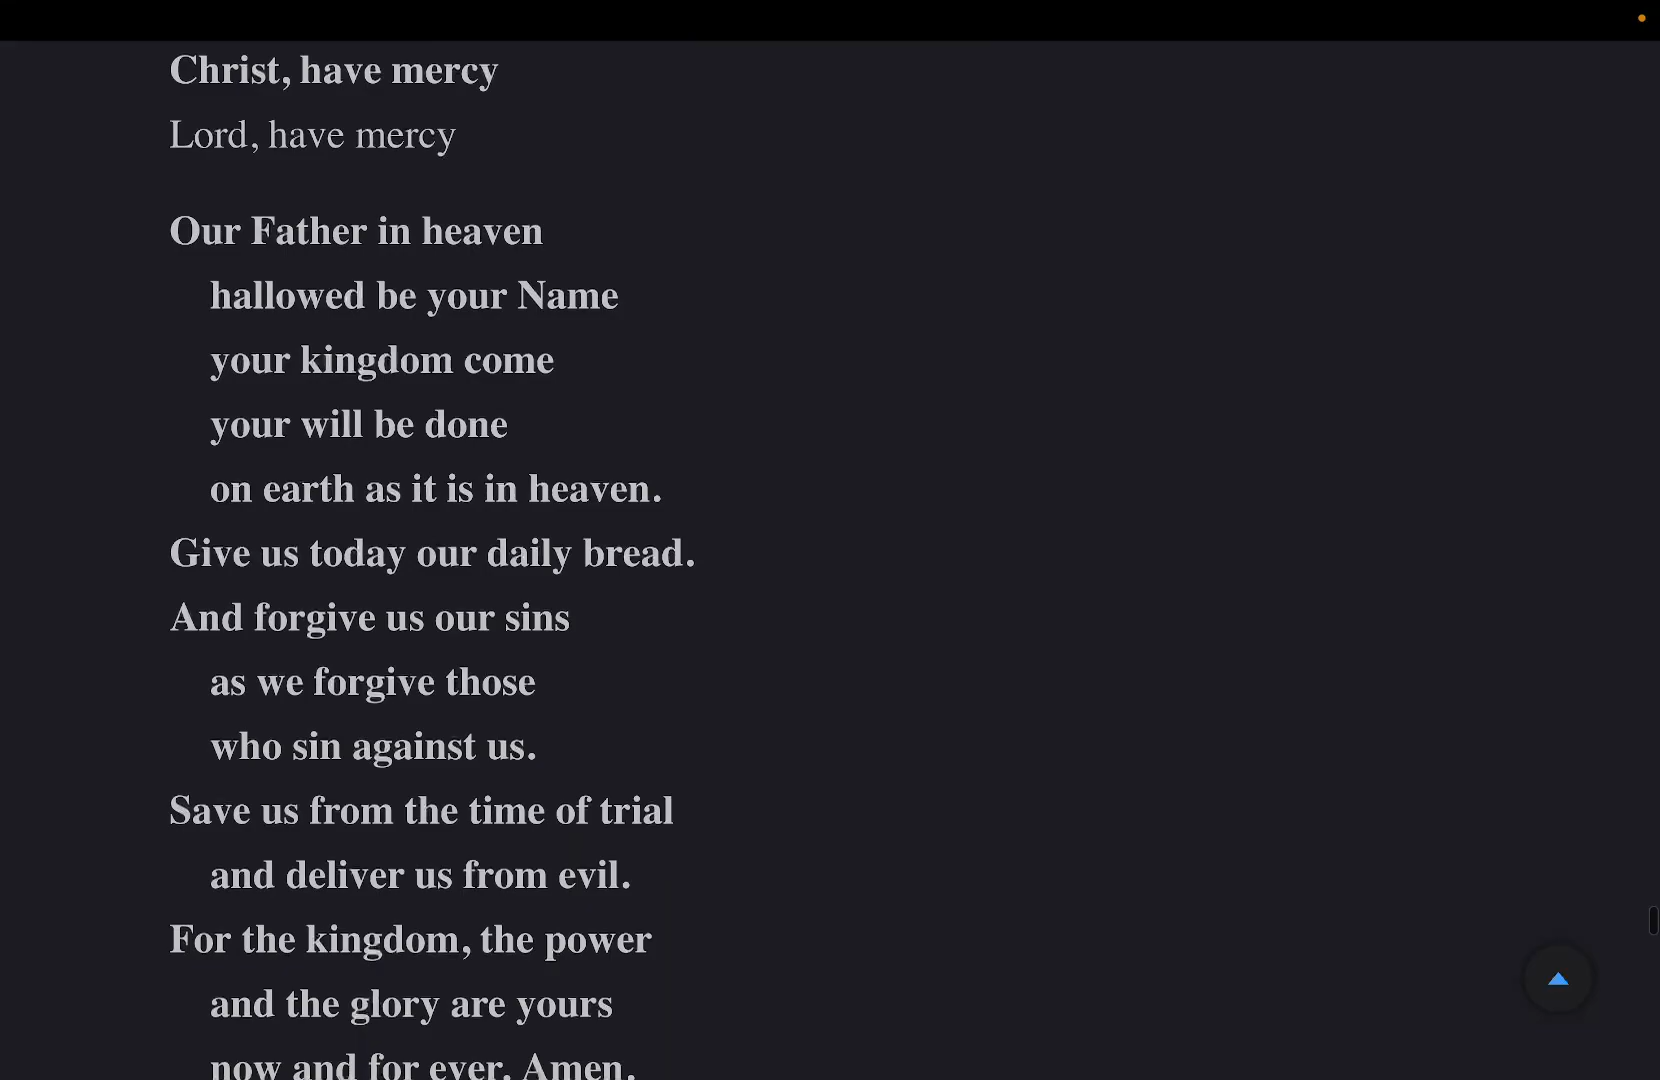 Christ, have mercy
Lord, have mercy
Our Father in heaven
hallowed be your Name
your kingdom come
your will be done
on earth as it is in heaven.
Give us today our daily bread.
And forgive us our sins
as we forgive those
who sin against us.
Save us from the time of trial
and deliver us from evil.
For the kingdom, the power
and the glory are yours
now and for ever. Amen.